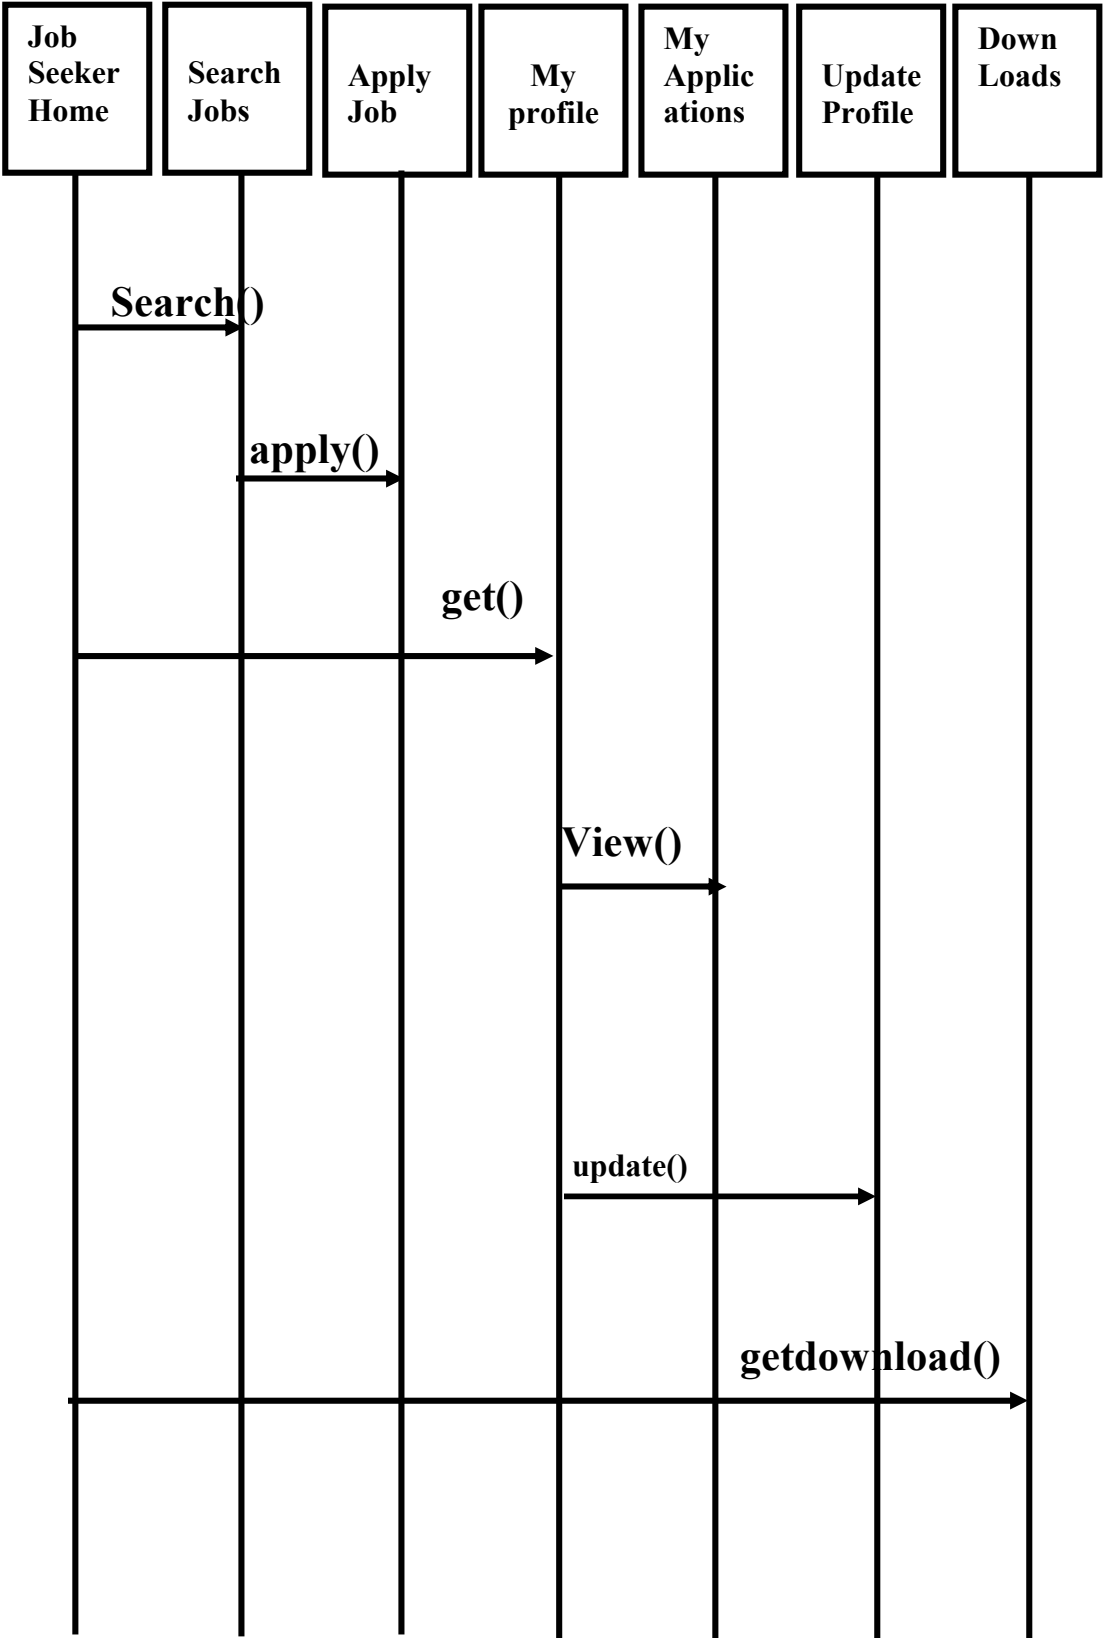 Job
Seeker
Home
Search
Jobs
Apply
Job
My
profile
My
Applic
ations
Update
Profile
Down
Loads
Search()
apply()
get()
View()
update()
getdownload()